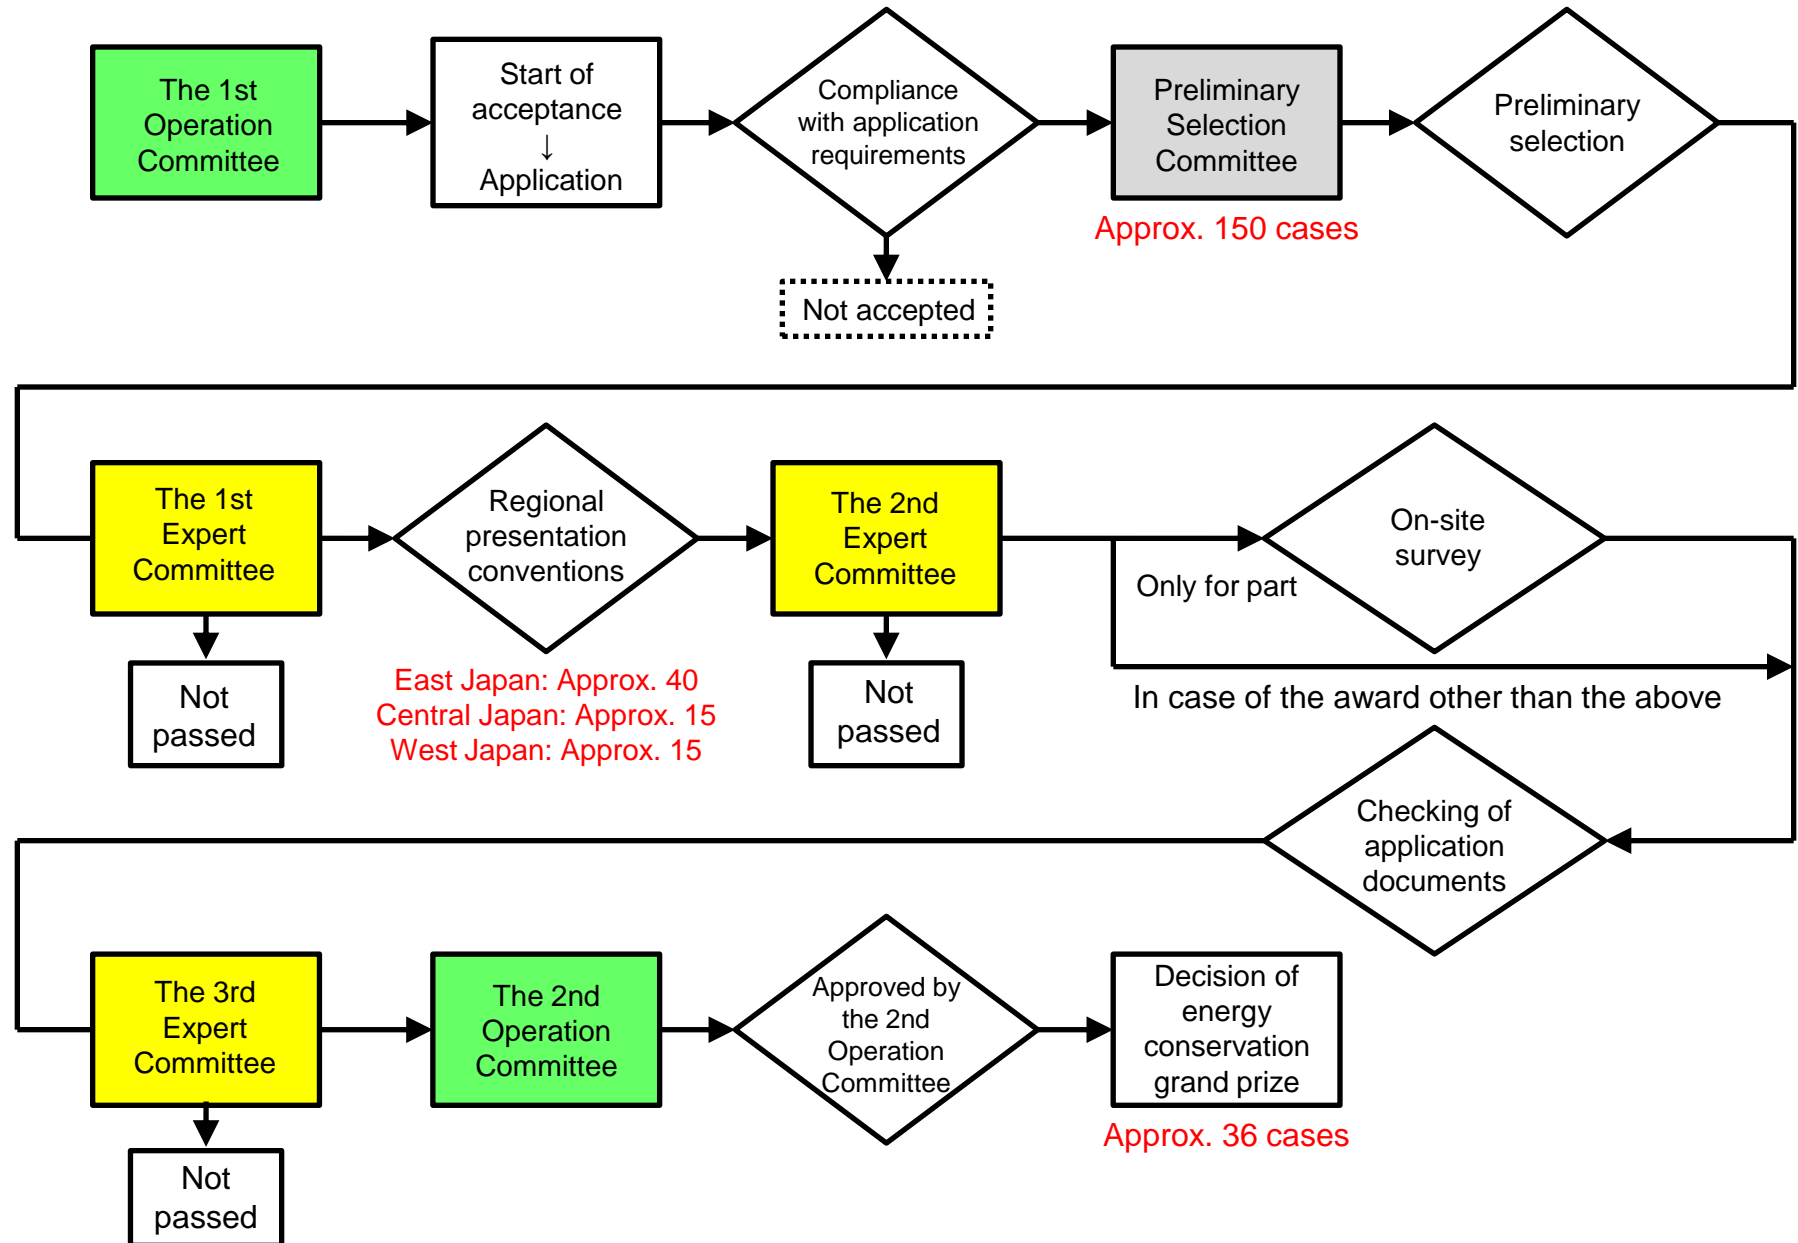 The 1st
Operation
Committee
Start of
acceptance
↓
Application
Compliance
with application
requirements
Preliminary
Selection
Committee
Preliminary
selection
Approx. 150 cases
Not accepted
The 1st
Expert
Committee
Regional
presentation
conventions
The 2nd
Expert
Committee
On-site
survey
Only for part
Not
passed
East Japan: Approx. 40
Central Japan: Approx. 15
West Japan: Approx. 15
Not
passed
In case of the award other than the above
Checking of
application
documents
The 3rd
Expert
Committee
The 2nd
Operation
Committee
Approved by
the 2nd
Operation
Committee
Decision of
energy
conservation
grand prize
Approx. 36 cases
Not
passed